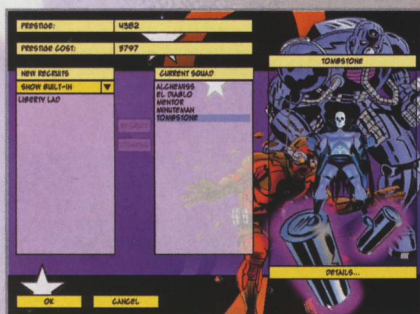 PRESTIGE: 4382
PRESTIGE COST: 5797
NEW RECRUITS
CURRENT SQUAD
TOMBSTONE
SHOW BUILT-IN
LIBERTY LAD
ALCHEMISS
EL DIABLO
MENTOR
MINUTEMAN
TOMBSTONE
DETAILS...
OK
CANCEL